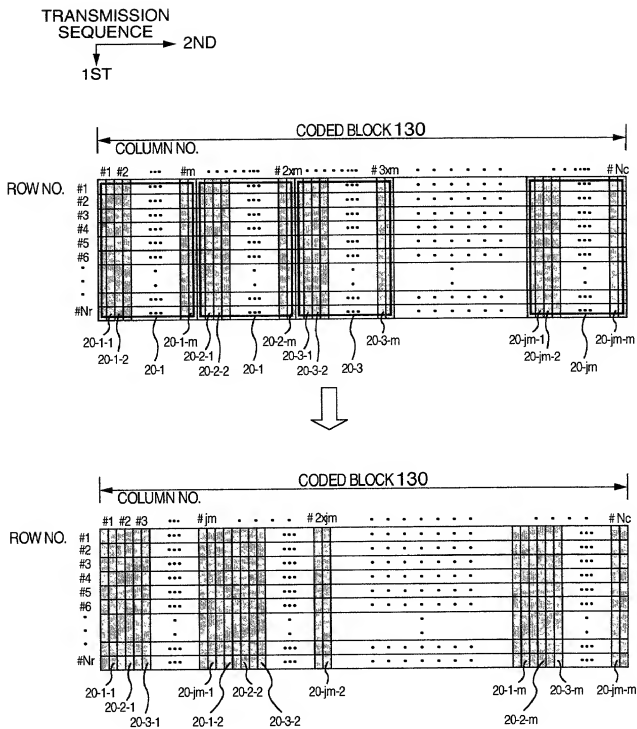 TRANSMISSION
SEQUENCE
2ND
1ST
CODED BLOCK 130
COLUMN NO.
#1 #2 ... #m ....... #2xm ....... #3xm ....... #Nc
ROW NO.
#1
#2
#3
#4
#5
#6
#Nr
20-1-1
20-1-2
20-1
20-1-m
20-2-1
20-2-2
20-1
20-2-m
20-3-1
20-3-2
20-3
20-3-m
20-jm-1
20-jm-2
20-jm
20-jm-m
CODED BLOCK 130
COLUMN NO.
#1 #2 #3 ... #jm ..... #2xjm ....... #Nc
ROW NO.
#1
#2
#3
#4
#5
#6
#Nr
20-1-1
20-2-1
20-3-1
20-jm-1
20-1-2
20-2-2
20-3-2
20-jm-2
20-1-m
20-2-m
20-3-m
20-jm-m